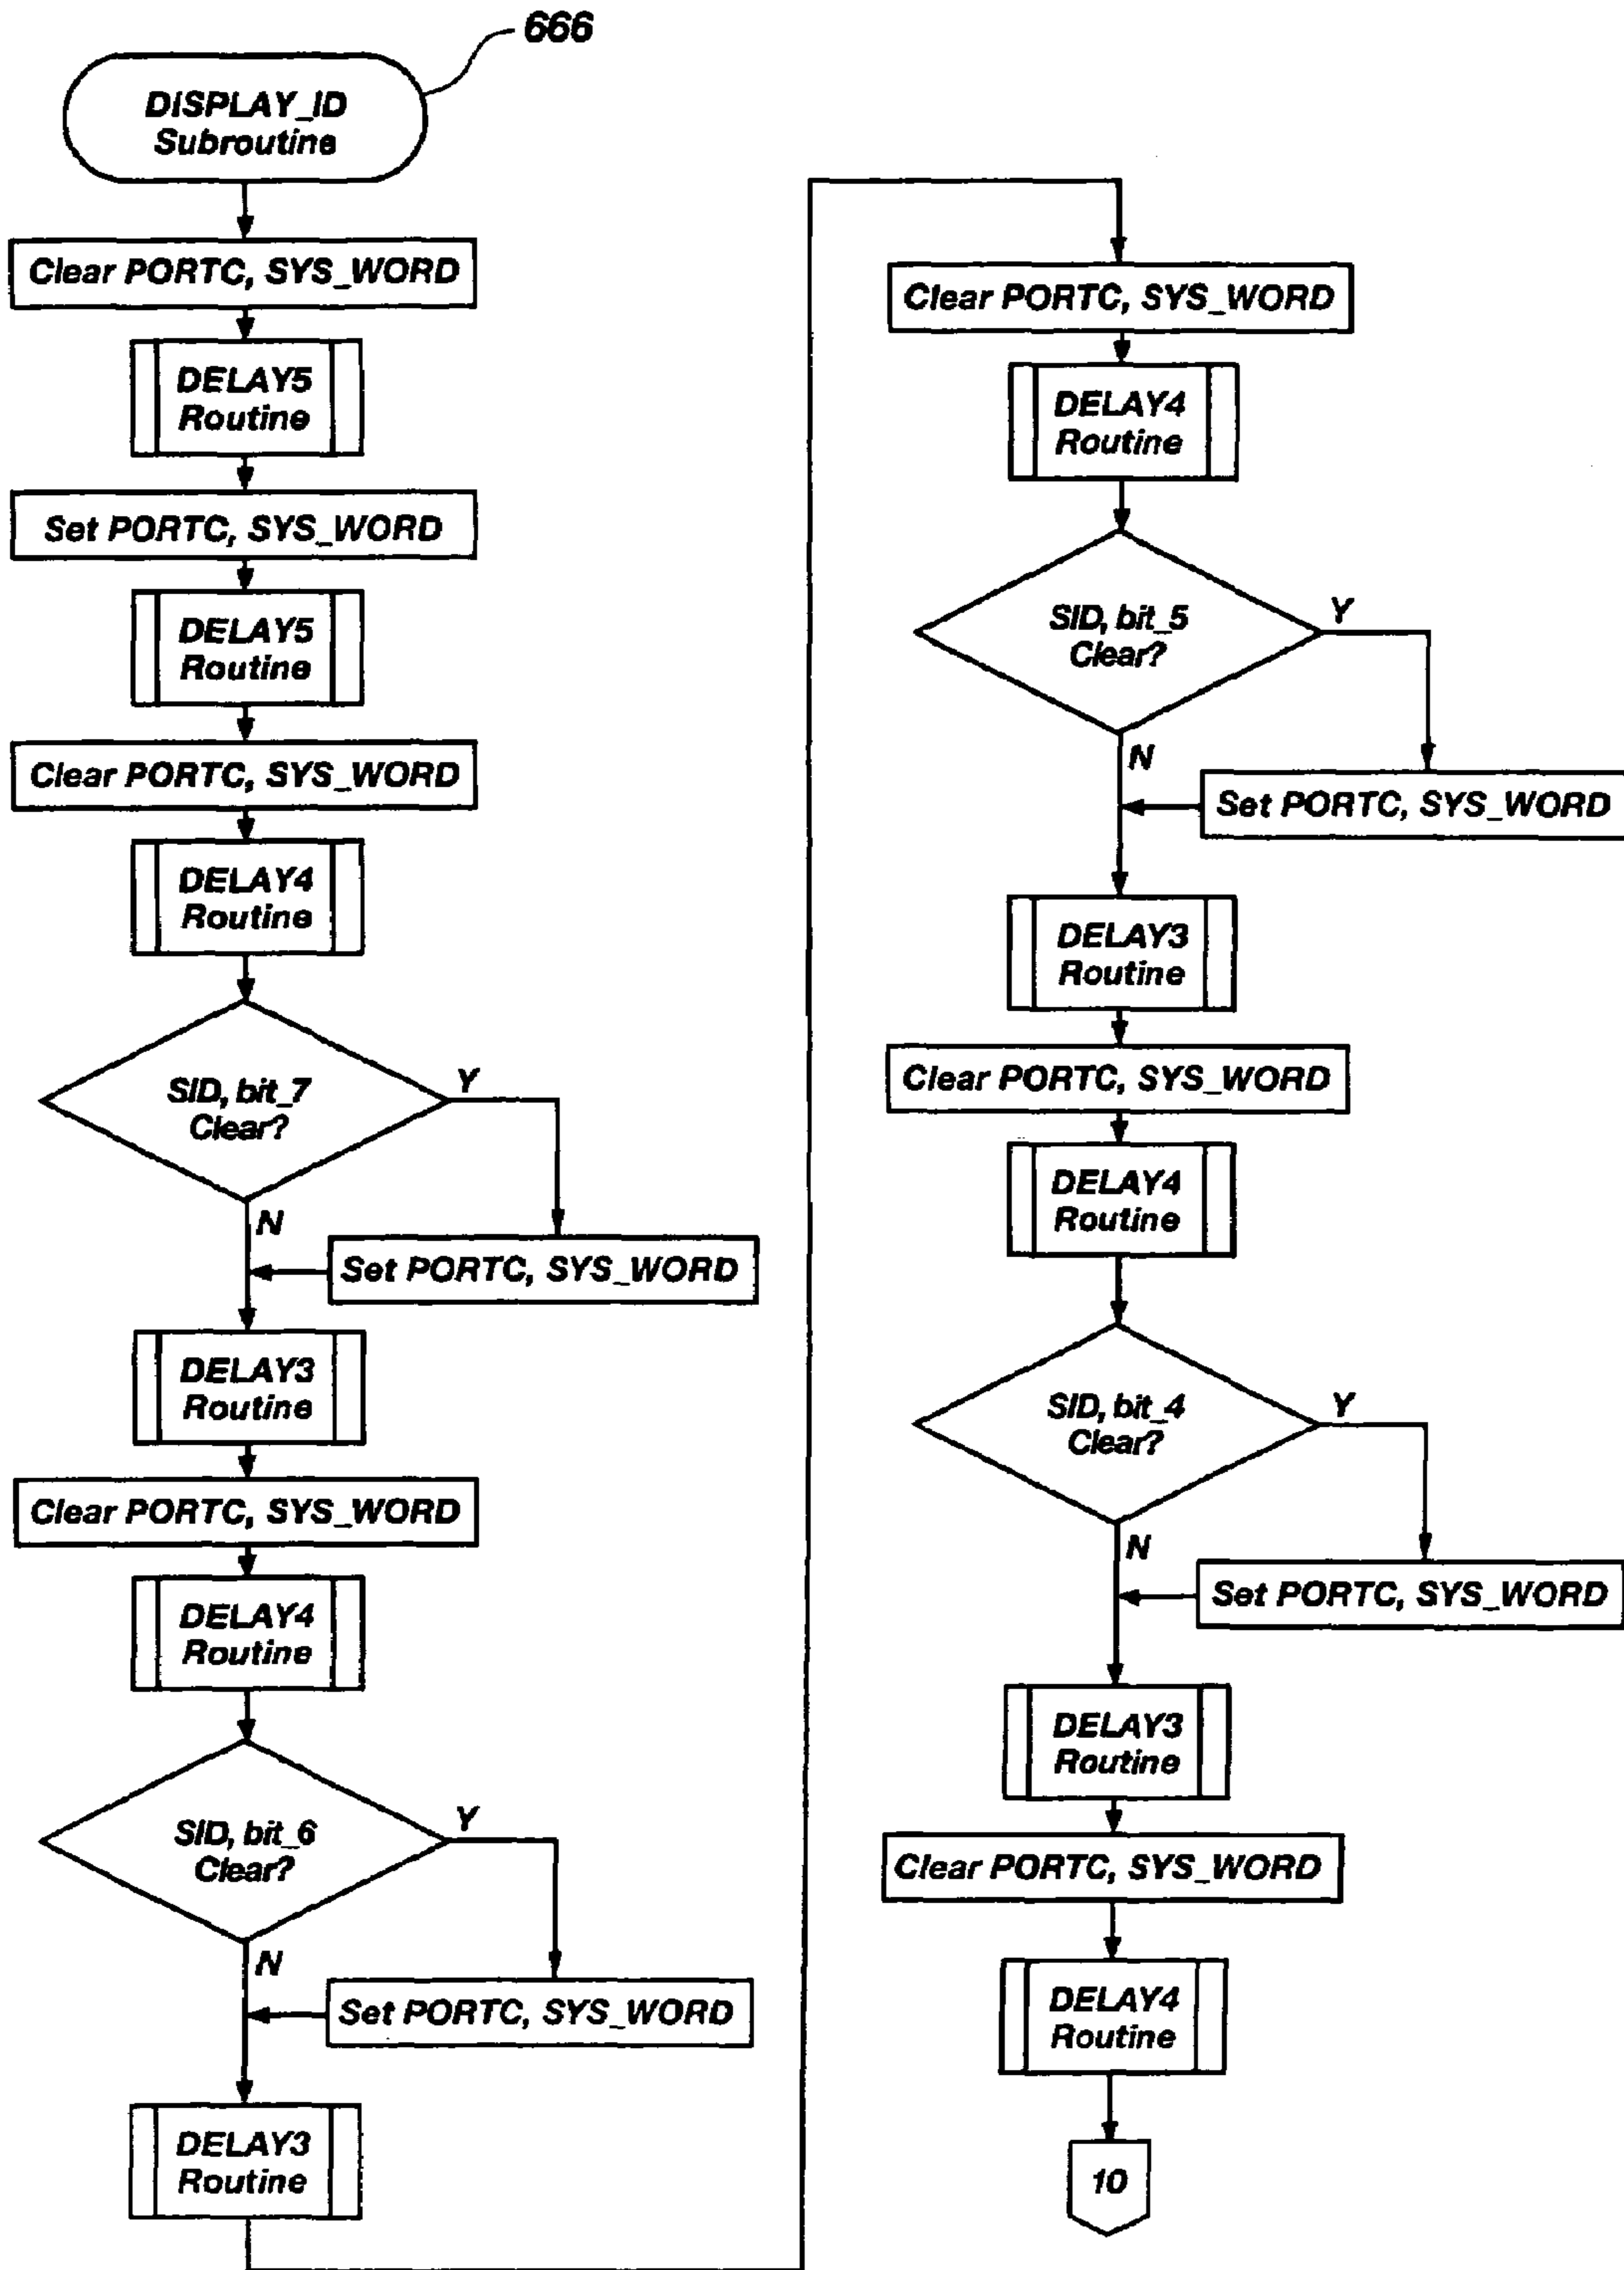 666
DISPLAY_ID
Subroutine
Clear PORTC, SYS_WORD
DELAY5
Routine
Set PORTC, SYS_WORD
DELAY5
Routine
Clear PORTC, SYS_WORD
DELAY4
Routine
SID, bit_7
Clear?
Y
N
Set PORTC, SYS_WORD
DELAY3
Routine
Clear PORTC, SYS_WORD
DELAY4
Routine
SID, bit_6
Clear?
Y
N
Set PORTC, SYS_WORD
DELAY3
Routine
Clear PORTC, SYS_WORD
DELAY4
Routine
SID, bit_5
Clear?
Y
N
Set PORTC, SYS_WORD
DELAY3
Routine
Clear PORTC, SYS_WORD
DELAY4
Routine
SID, bit_4
Clear?
Y
N
Set PORTC, SYS_WORD
DELAY3
Routine
Clear PORTC, SYS_WORD
DELAY4
Routine
10